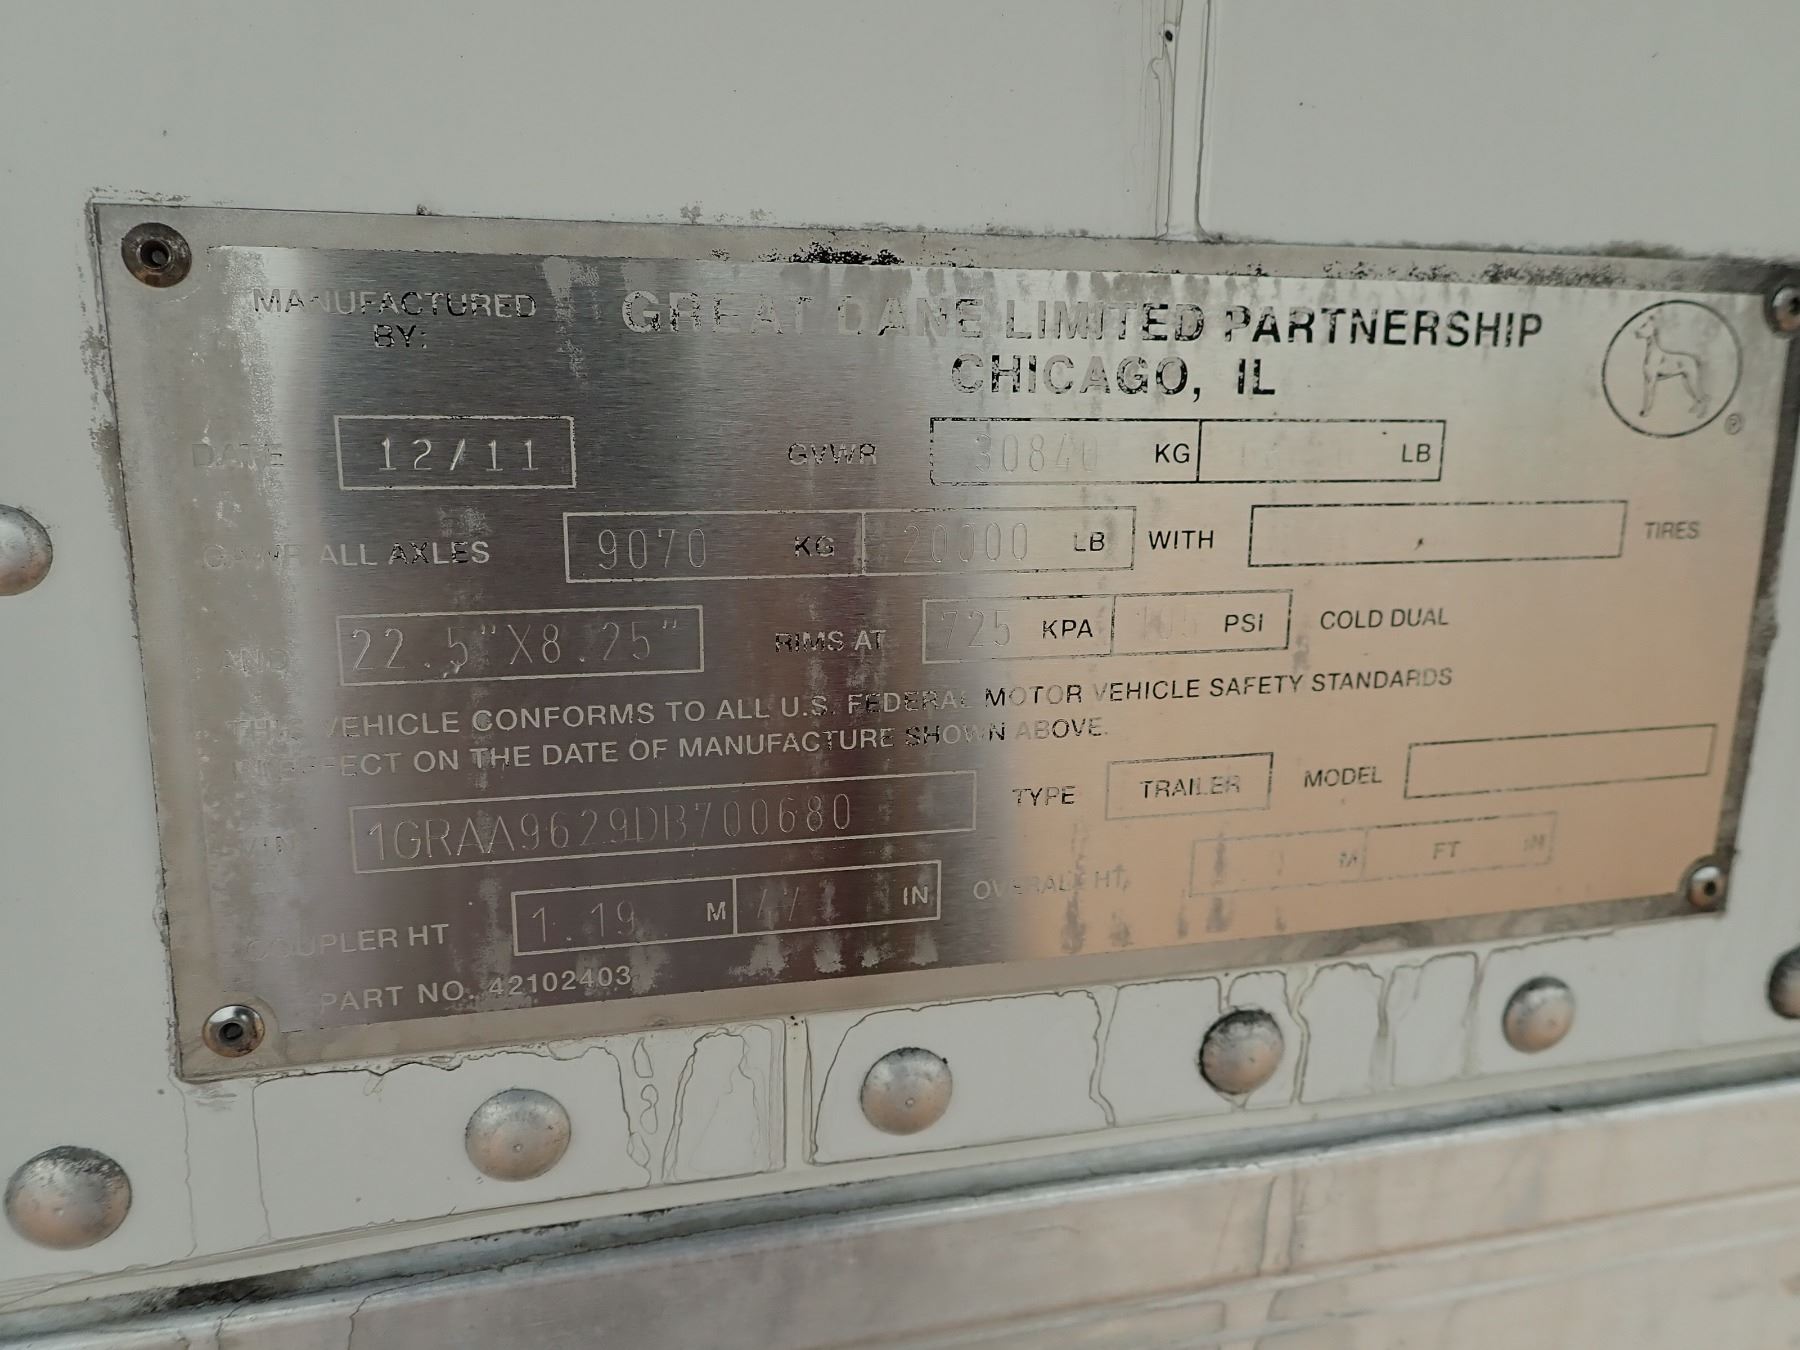 MANUFACTURED BY: GREAT DANE LIMITED PARTNERSHIP
CHICAGO, IL
®
DATE 12/11 GVWR 30840 KG LB
GAWR ALL AXLES 9070 KG 20000 LB WITH TIRES
AND 22.5"X8.25" RIMS AT 725 KPA 105 PSI COLD DUAL
THIS VEHICLE CONFORMS TO ALL U.S. FEDERAL MOTOR VEHICLE SAFETY STANDARDS
IN EFFECT ON THE DATE OF MANUFACTURE SHOWN ABOVE.
VIN 1GRAA9629DB700680 TYPE TRAILER MODEL
COUPLER HT 1.19 M IN OVERALL HT, M FT IN
PART NO. 42102403